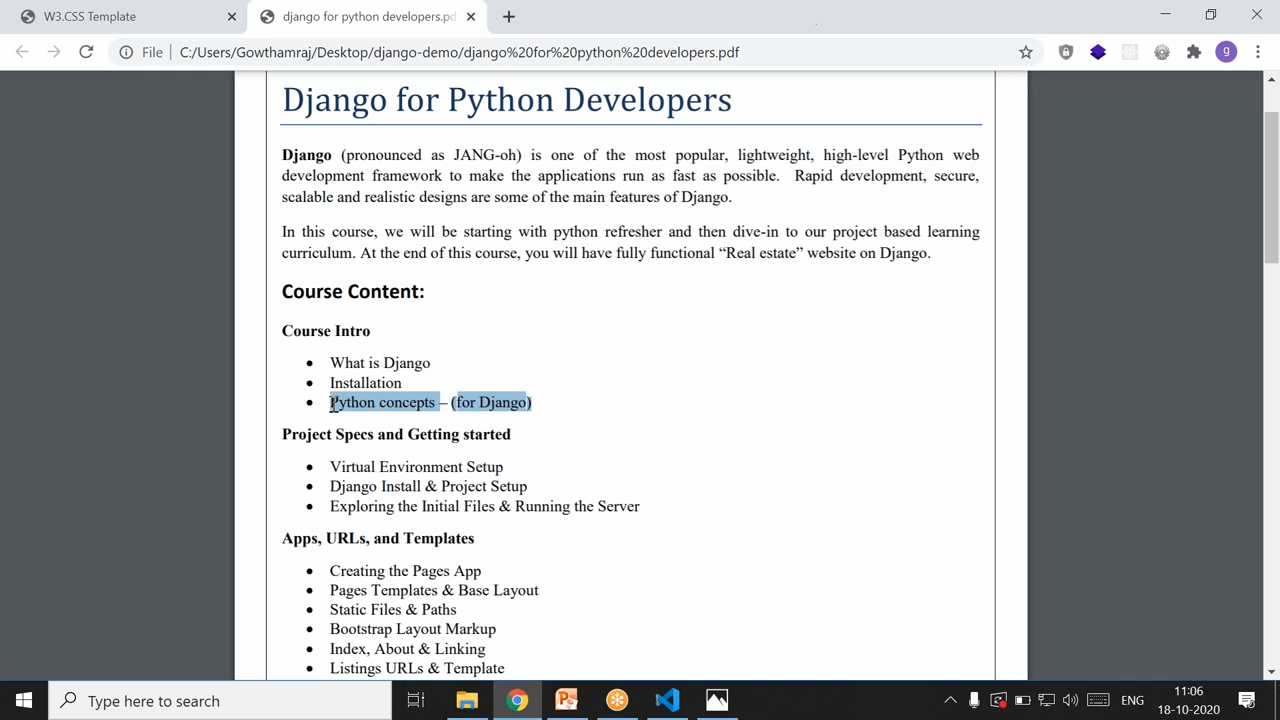 W3.CSS Template
django for python developers.pd
File
C:/Users/Gowthamraj/Desktop/django-demo/django%20for%20python%20developers.pdf
g
Django for Python Developers
Django (pronounced as JANG-oh) is one of the most popular, lightweight, high-level Python web
development framework to make the applications run as fast as possible. Rapid development, secure,
scalable and realistic designs are some of the main features of Django.
In this course, we will be starting with python refresher and then dive-in to our project based learning
curriculum. At the end of this course, you will have fully functional “Real estate” website on Django.
Course Content:
Course Intro
• What is Django
• Installation
• Python concepts – (for Django)
Project Specs and Getting started
• Virtual Environment Setup
• Django Install & Project Setup
• Exploring the Initial Files & Running the Server
Apps, URLs, and Templates
• Creating the Pages App
• Pages Templates & Base Layout
• Static Files & Paths
• Bootstrap Layout Markup
• Index, About & Linking
• Listings URLs & Template
Type here to search
ENG
11:06
18-10-2020